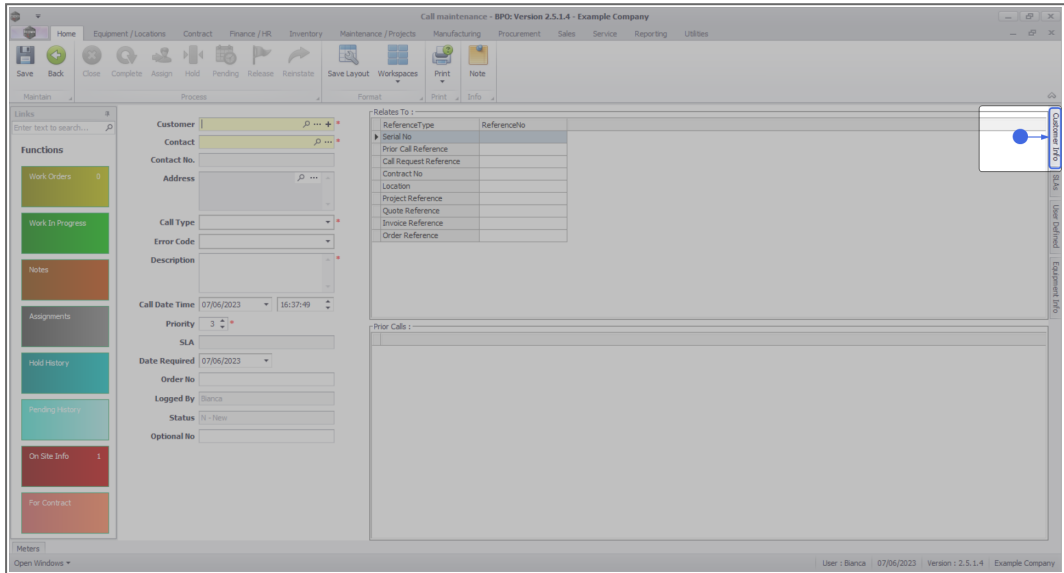 Call maintenance - BPO: Version 2.5.1.4 - Example Company
Home Equipment / Locations Contract Finance / HR Inventory Maintenance / Projects Manufacturing Procurement Sales Service Reporting Utilities
Save Back Close Complete Assign Hold Pending Release Reinstate Save Layout Workspaces Print Note
Maintain Process Format Print Info
Links
Enter text to search...
Functions
Work Orders 0
Work In Progress
Notes
Assignments
Hold History
Pending History
On Site Info 1
For Contract
Customer *
Contact *
Contact No.
Address
Call Type *
Error Code
Description *
Call Date Time 07/06/2023 16:37:49
Priority 3 *
SLA
Date Required 07/06/2023
Order No
Logged By Bianca
Status N - New
Optional No
Relates To :
ReferenceType ReferenceNo
Serial No
Prior Call Reference
Call Request Reference
Contract No
Location
Project Reference
Quote Reference
Invoice Reference
Order Reference
Prior Calls :
Customer Info
SLAs
User Defined
Equipment Info
Meters
Open Windows
User : Bianca 07/06/2023 Version : 2.5.1.4 Example Company